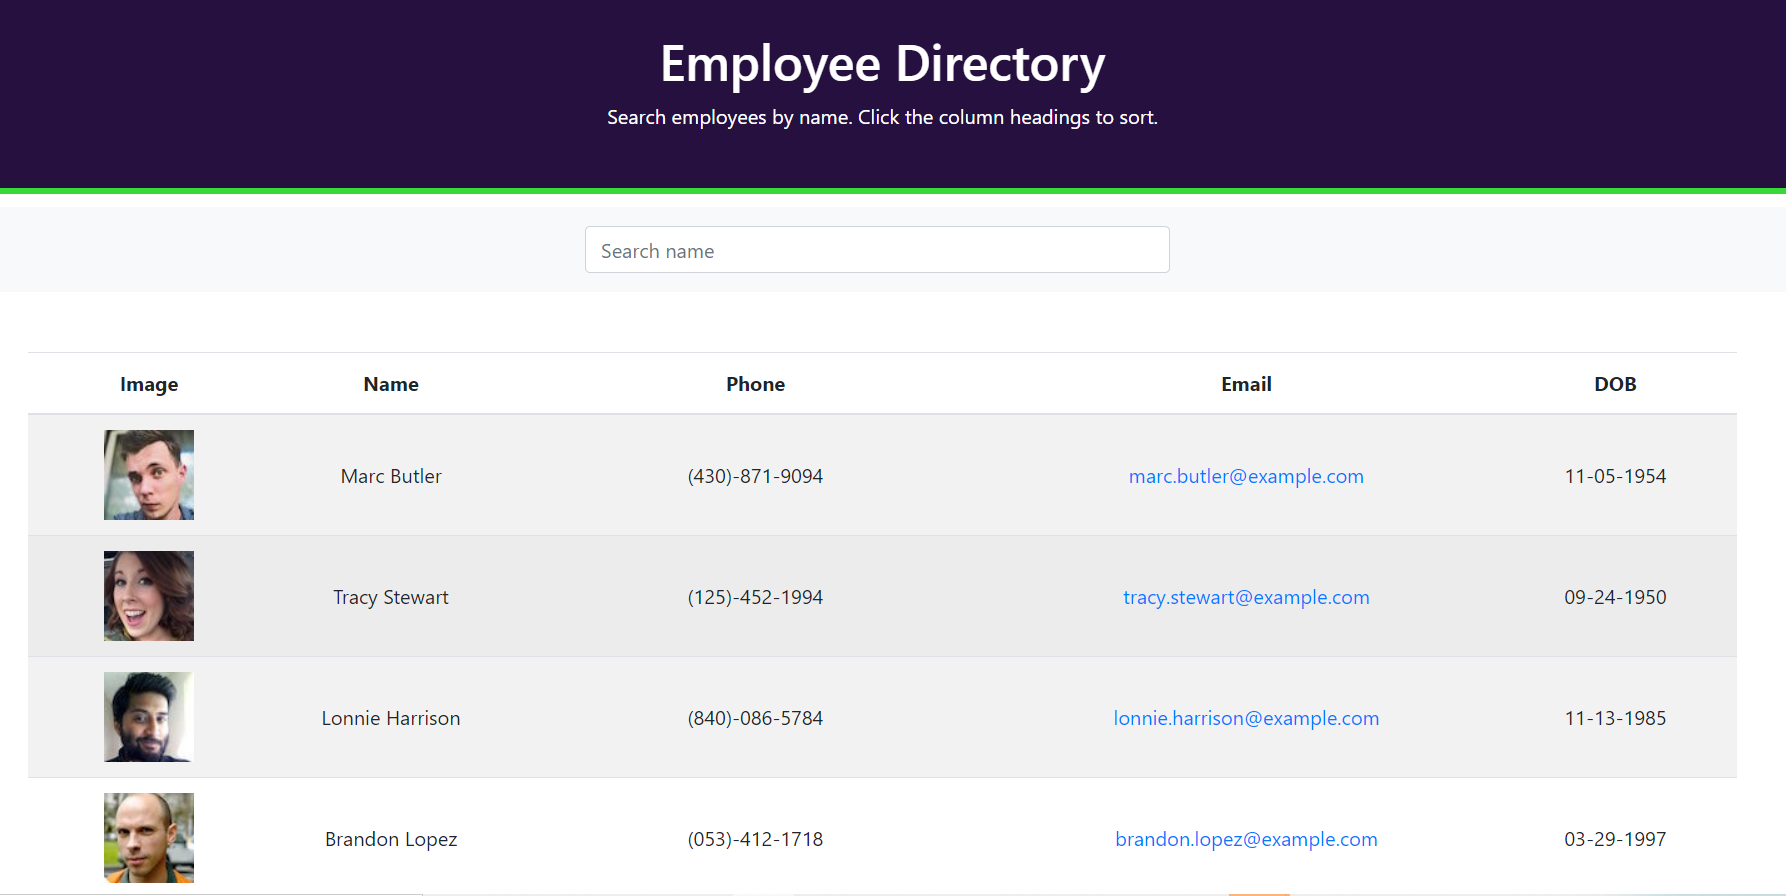 Employee Directory
Search employees by name. Click the column headings to sort.
Search name
Image Name Phone Email DOB
Marc Butler (430)-871-9094 marc.butler@example.com 11-05-1954
Tracy Stewart (125)-452-1994 tracy.stewart@example.com 09-24-1950
Lonnie Harrison (840)-086-5784 lonnie.harrison@example.com 11-13-1985
Brandon Lopez (053)-412-1718 brandon.lopez@example.com 03-29-1997